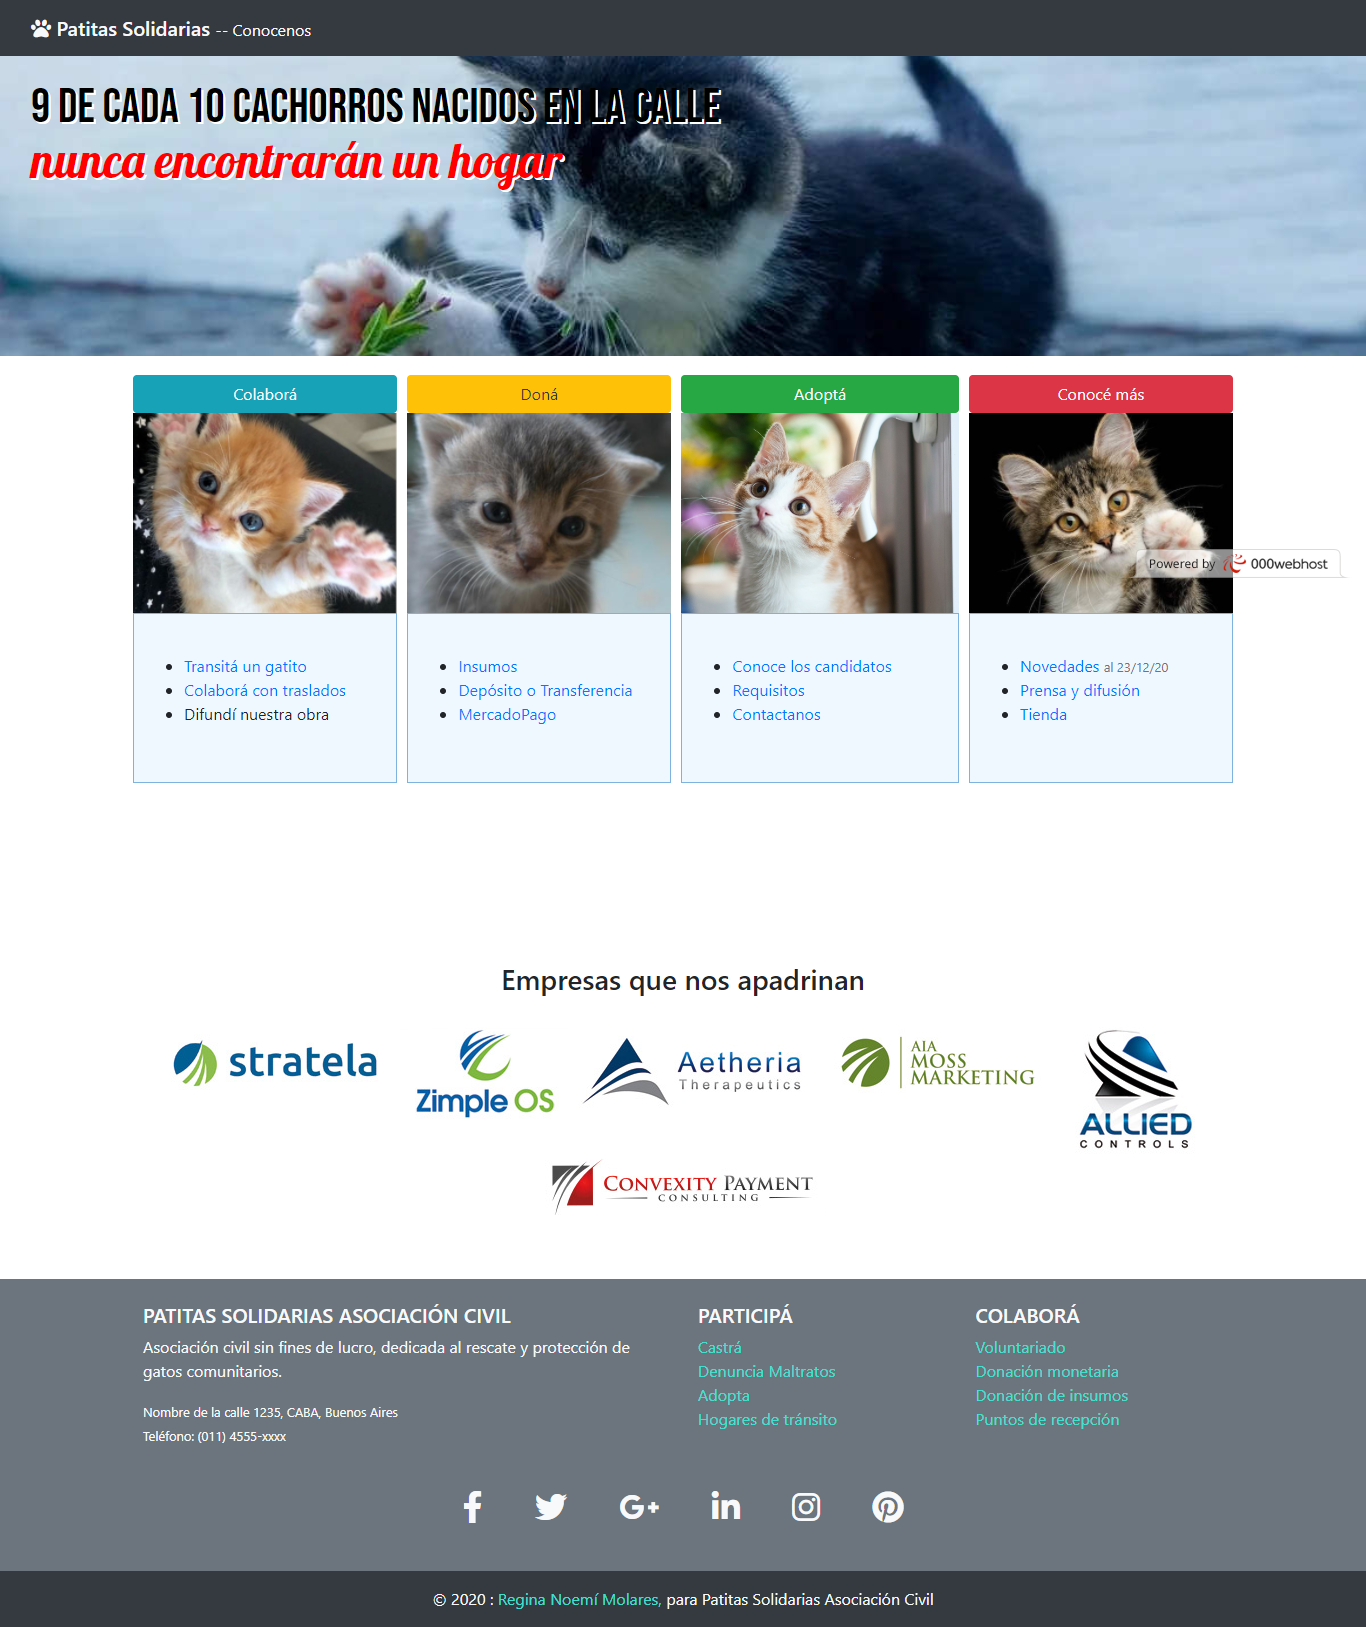 Patitas Solidarias -- Conocenos
9 DE CADA 10 CACHORROS NACIDOS EN LA CALLE
nunca encontrarán un hogar
Colaborá
Transitá un gatito
Colaborá con traslados
Difundí nuestra obra
Doná
Insumos
Depósito o Transferencia
MercadoPago
Adoptá
Conoce los candidatos
Requisitos
Contactanos
Conocé más
Powered by 000webhost
Novedades al 23/12/20
Prensa y difusión
Tienda
Empresas que nos apadrinan
stratela
Zimple OS
Aetheria
Therapeutics
AIA
MOSS
MARKETING
ALLIED
CONTROLS
CONVEXITY PAYMENT
CONSULTING
PATITAS SOLIDARIAS ASOCIACIÓN CIVIL
Asociación civil sin fines de lucro, dedicada al rescate y protección de
gatos comunitarios.
Nombre de la calle 1235, CABA, Buenos Aires
Teléfono: (011) 4555-xxxx
PARTICIPÁ
Castrá
Denuncia Maltratos
Adopta
Hogares de tránsito
COLABORÁ
Voluntariado
Donación monetaria
Donación de insumos
Puntos de recepción
© 2020 : Regina Noemí Molares, para Patitas Solidarias Asociación Civil